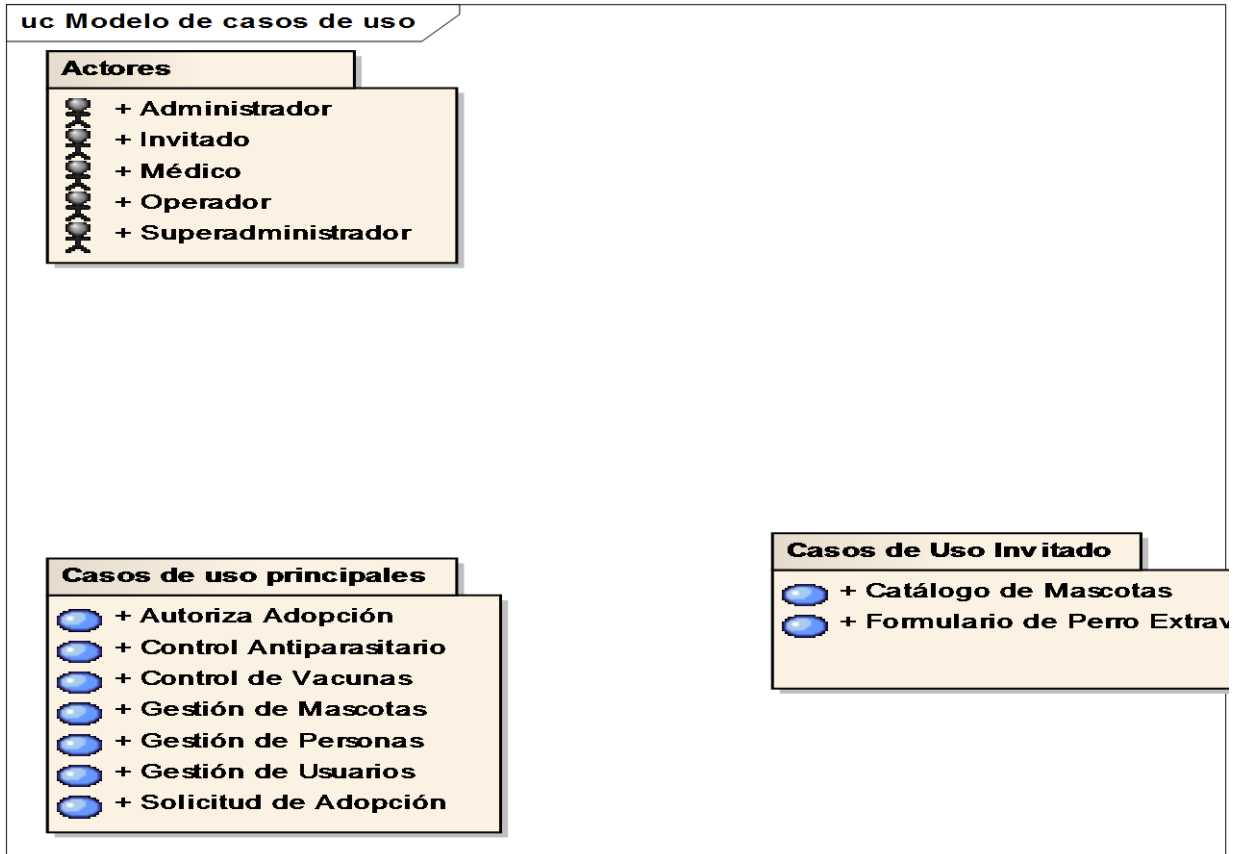 uc Modelo de casos de uso
Actores
+ Administrador
+ Invitado
+ Médico
+ Operador
+ Superadministrador
Casos de uso principales
+ Autoriza Adopción
+ Control Antiparasitario
+ Control de Vacunas
+ Gestión de Mascotas
+ Gestión de Personas
+ Gestión de Usuarios
+ Solicitud de Adopción
Casos de Uso Invitado
+ Catálogo de Mascotas
+ Formulario de Perro Extrav